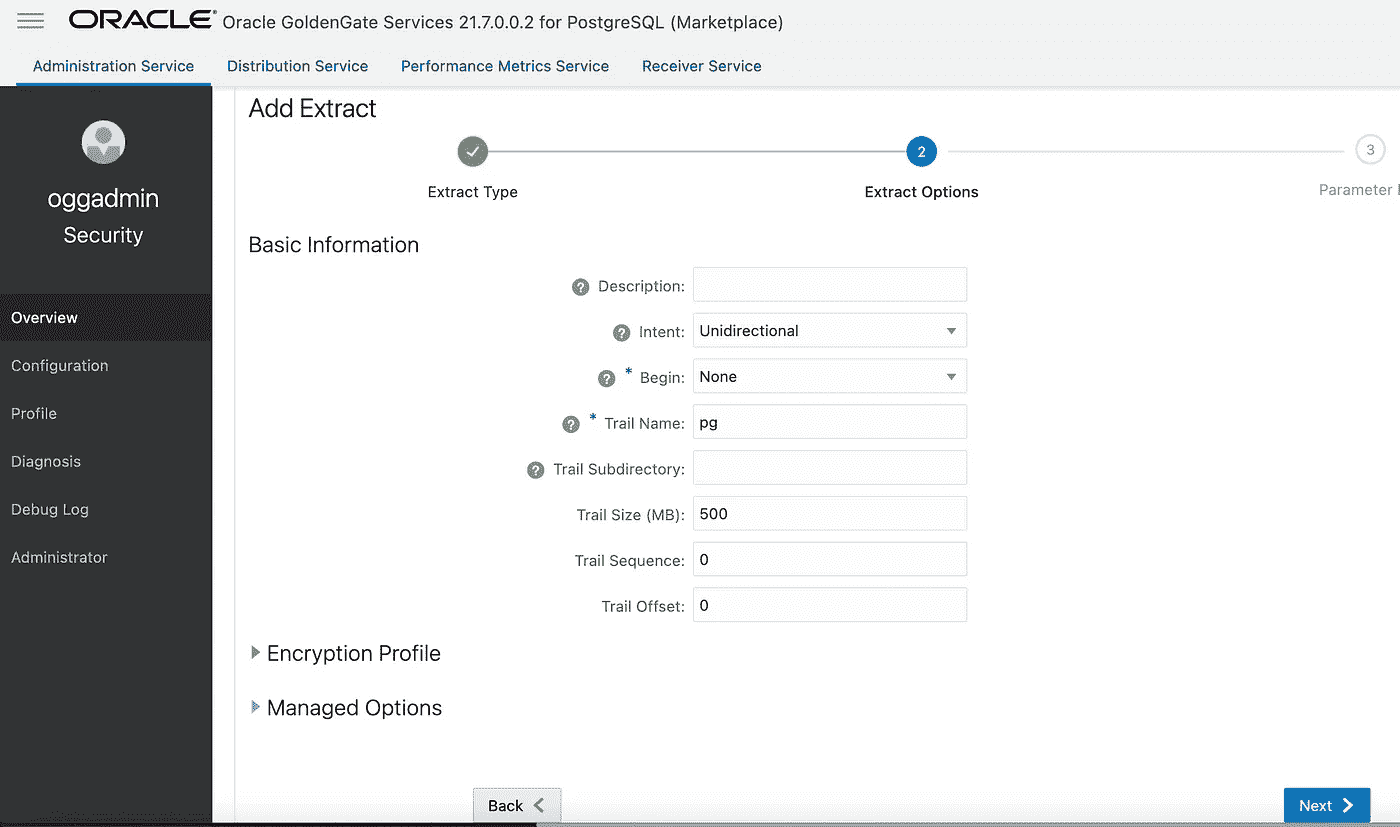 ORACLE® Oracle GoldenGate Services 21.7.0.0.2 for PostgreSQL (Marketplace)
Administration Service Distribution Service Performance Metrics Service Receiver Service
oggadmin
Security
Overview
Configuration
Profile
Diagnosis
Debug Log
Administrator
Add Extract
2 3
Extract Type Extract Options Parameter
Basic Information
? Description:
? Intent: Unidirectional
? * Begin: None
? * Trail Name: pg
? Trail Subdirectory:
Trail Size (MB): 500
Trail Sequence: 0
Trail Offset: 0
Encryption Profile
Managed Options
Back Next